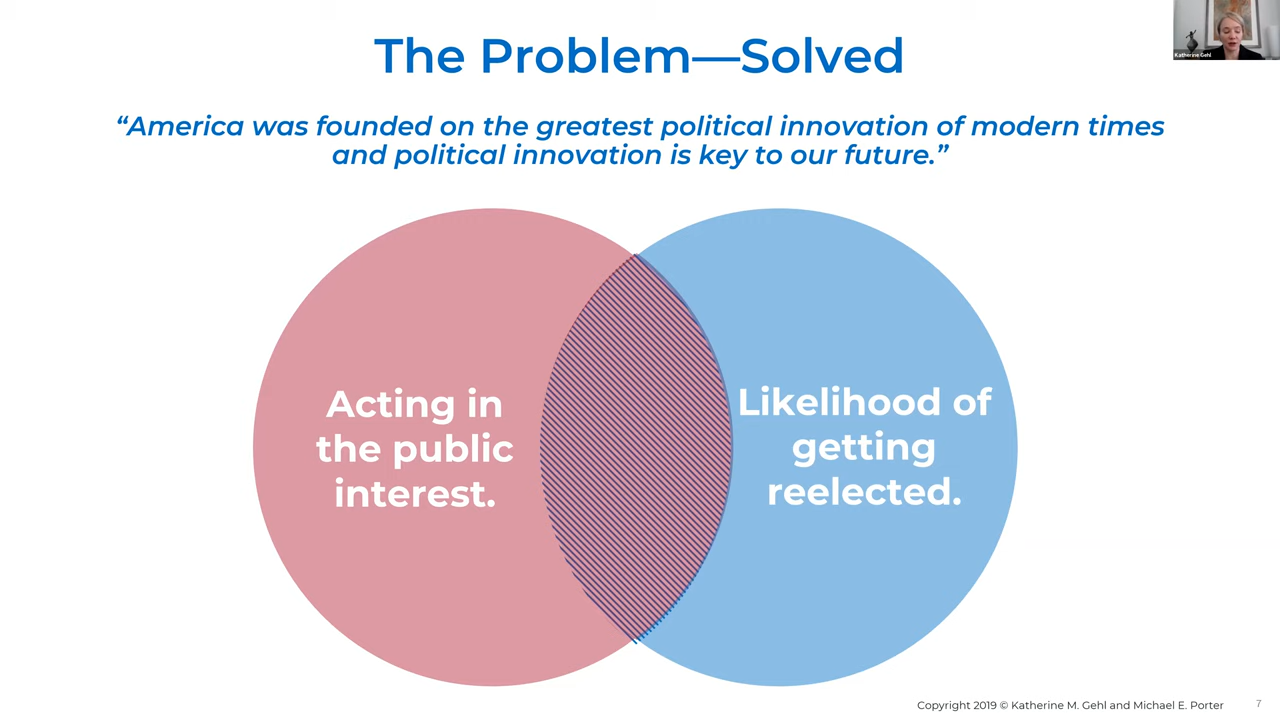 The Problem—Solved
“America was founded on the greatest political innovation of modern times
and political innovation is key to our future.”
Acting in
the public
interest.
Likelihood of
getting
reelected.
Katherine Gehl
Copyright 2019 © Katherine M. Gehl and Michael E. Porter
7